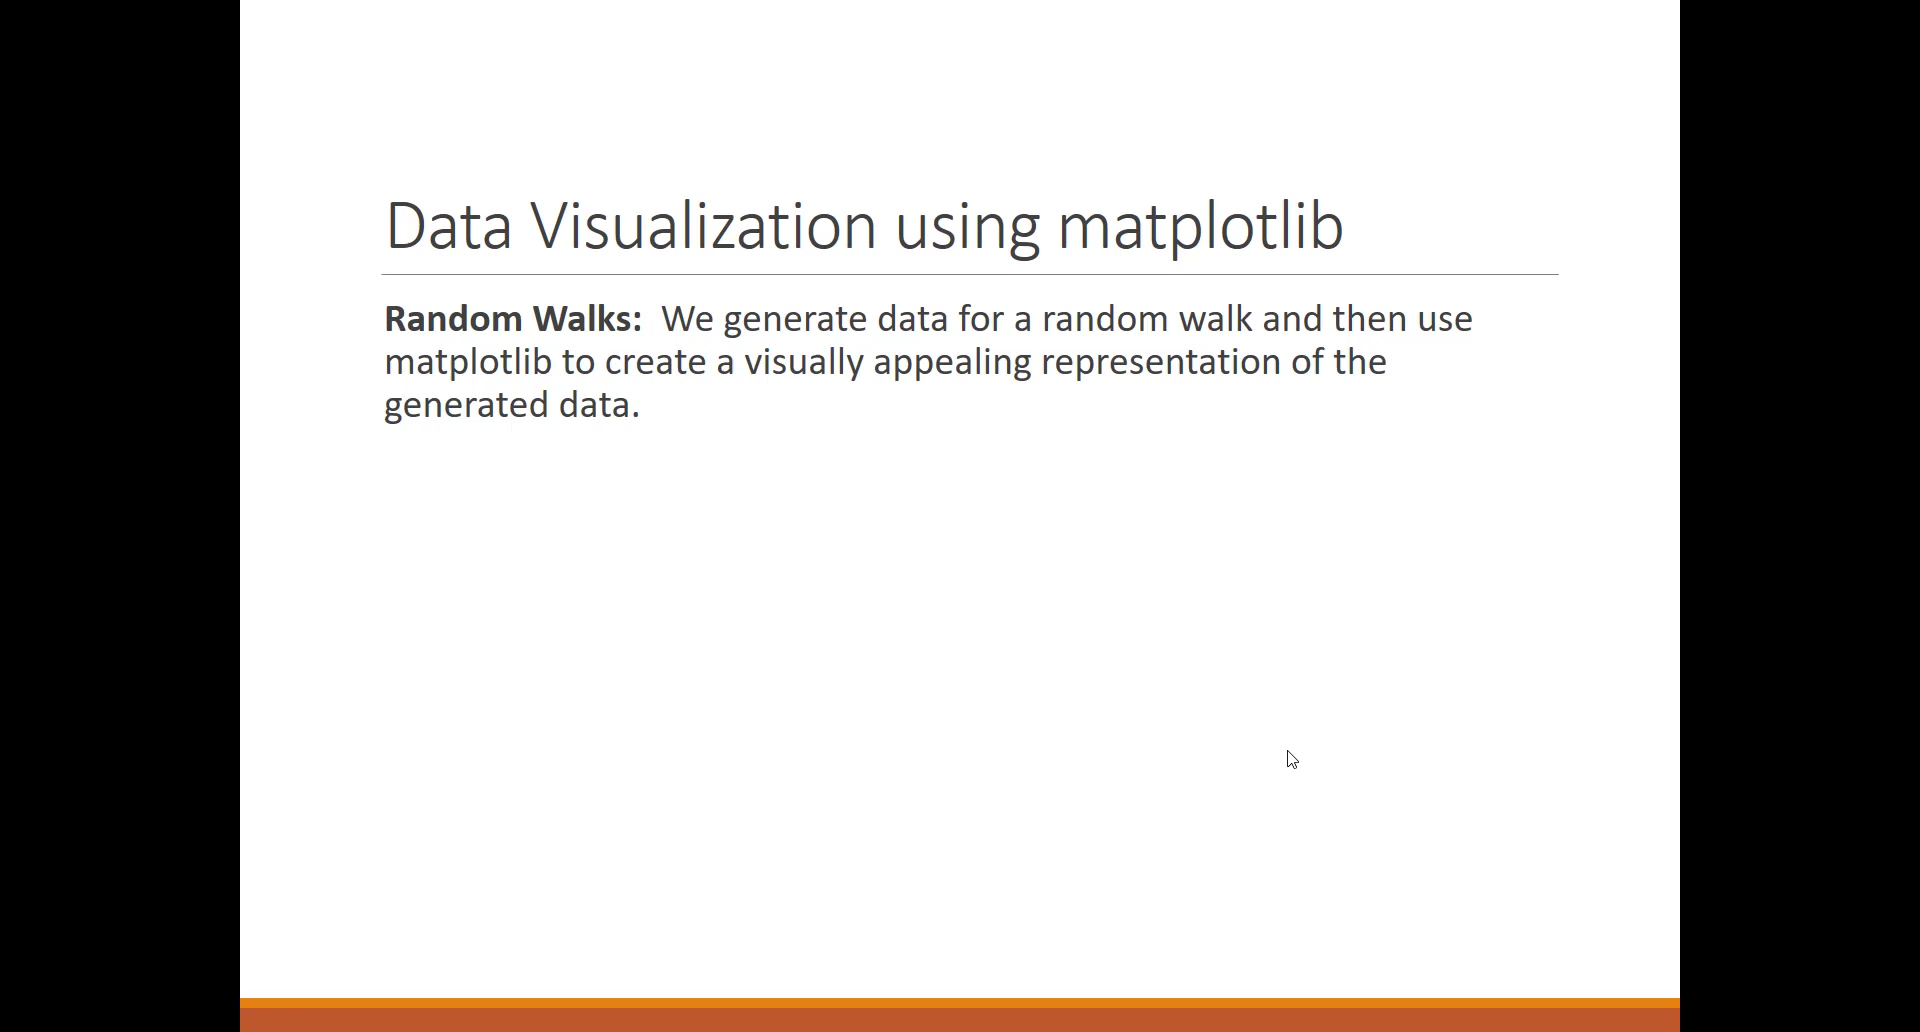 Data Visualization using matplotlib
Random Walks: We generate data for a random walk and then use
matplotlib to create a visually appealing representation of the
generated data.